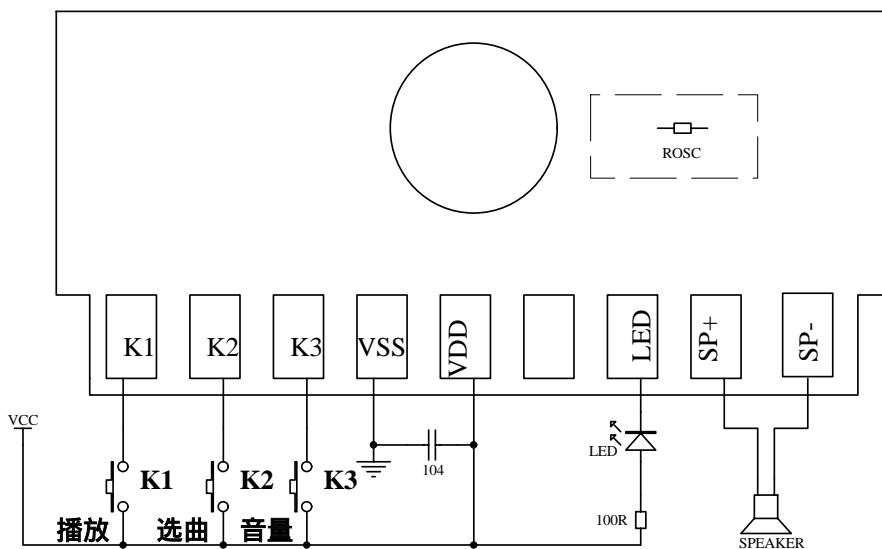 ROSC
K1
K2
K3
VSS
VDD
LED
SP+
SP-
VCC
104
LED
K1
K2
K3
播放
选曲
音量
100R
SPEAKER